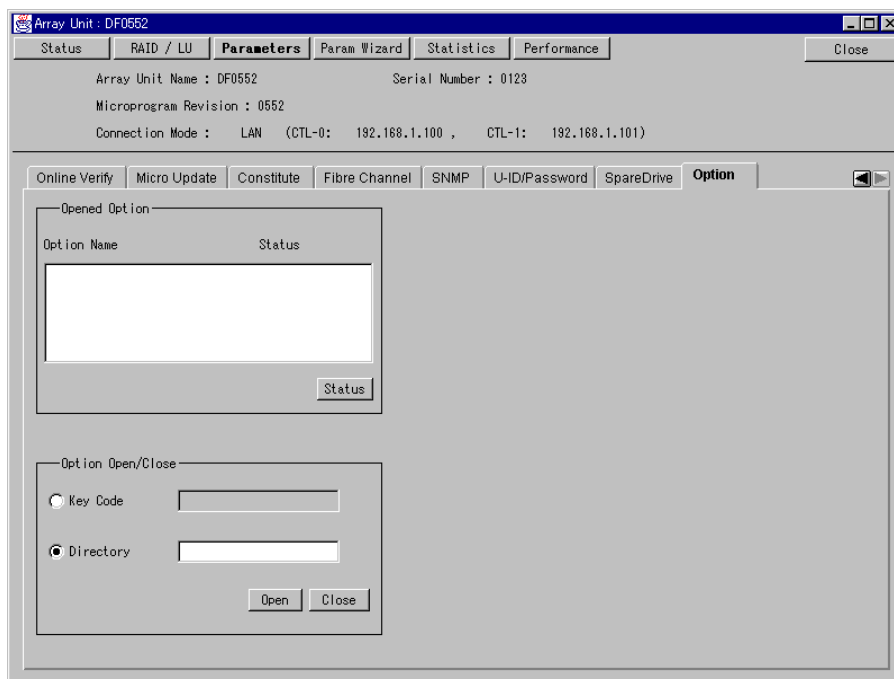 Array Unit : DF0552
Status RAID / LU Parameters Param Wizard Statistics Performance Close
Array Unit Name : DF0552 Serial Number : 0123
Microprogram Revision : 0552
Connection Mode : LAN (CTL-0: 192.168.1.100 , CTL-1: 192.168.1.101)
Online Verify Micro Update Constitute Fibre Channel SNMP U-ID/Password SpareDrive Option
Opened Option
Option Name Status
Status
Option Open/Close
Key Code
Directory
Open Close